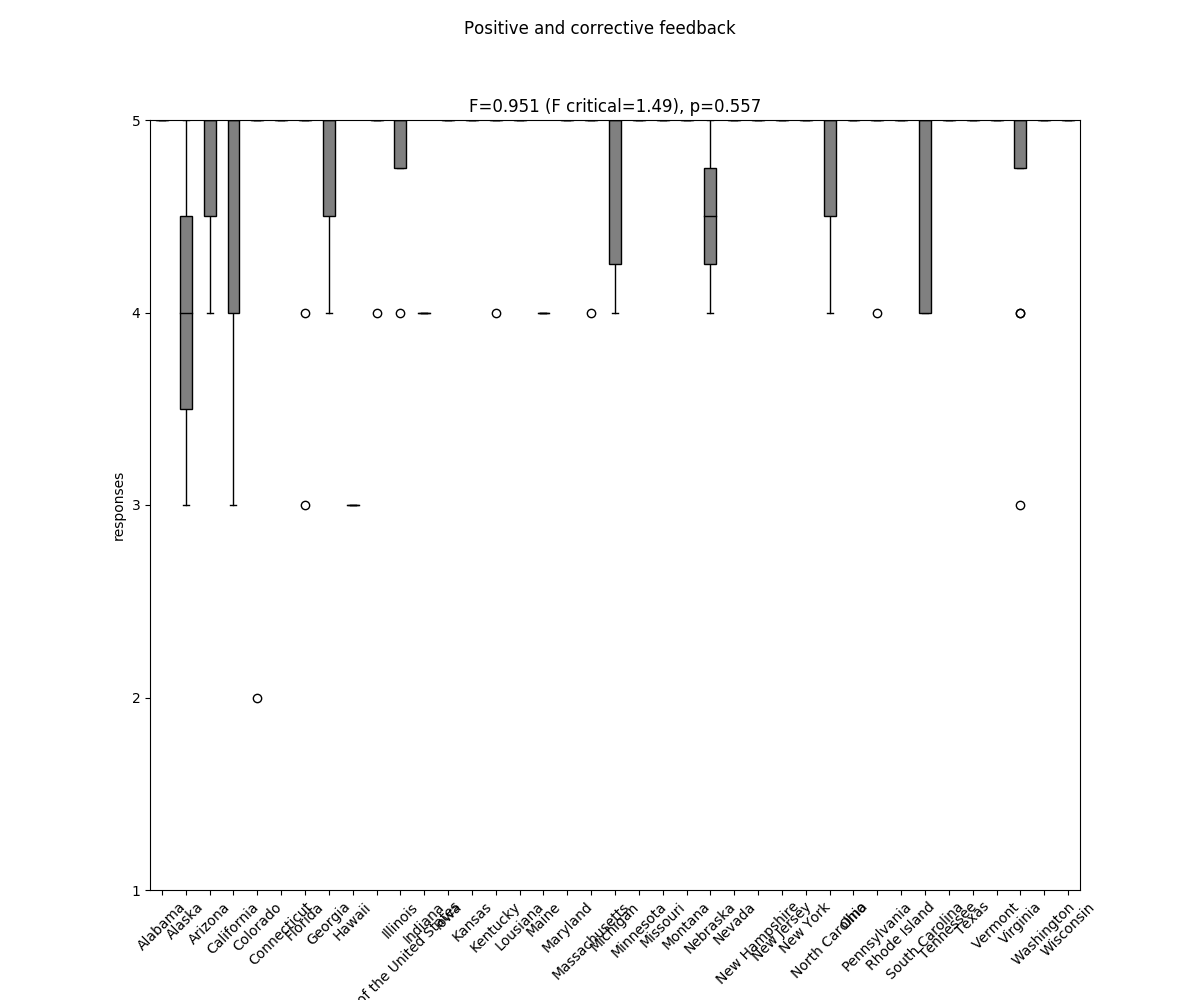 Positive and corrective feedback
F=0.951 (F critical=1.49), p=0.557
responses
5
4
3
2
1
Alabama
Alaska
Arizona
California
Colorado
Connecticut
Florida
Georgia
Hawaii
Illinois
Indiana
of the United States
Iowa
Kansas
Kentucky
Lousiana
Maine
Maryland
Massachusetts
Michigan
Minnesota
Missouri
Montana
Nebraska
Nevada
New Hampshire
New Jersey
New York
North Carolina
Ohio
Pennsylvania
Rhode Island
South Carolina
Tennessee
Texas
Vermont
Virginia
Washington
Wisconsin